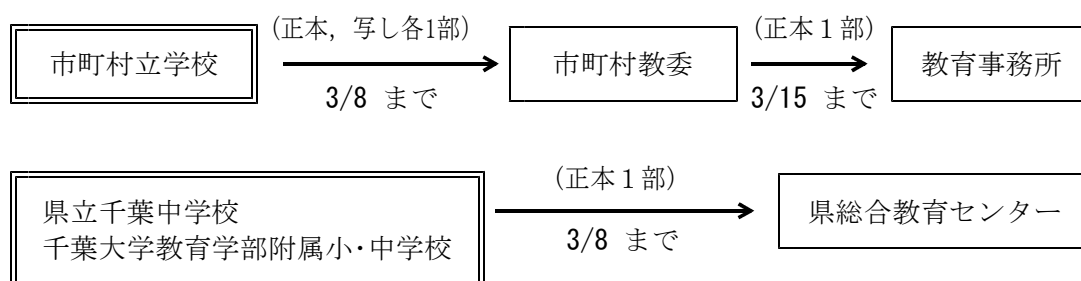 (正本，写し各1部)
(正本１部)
市町村立学校
市町村教委
教育事務所
3/8 まで
3/15 まで
(正本１部)
県立千葉中学校
千葉大学教育学部附属小・中学校
県総合教育センター
3/8 まで